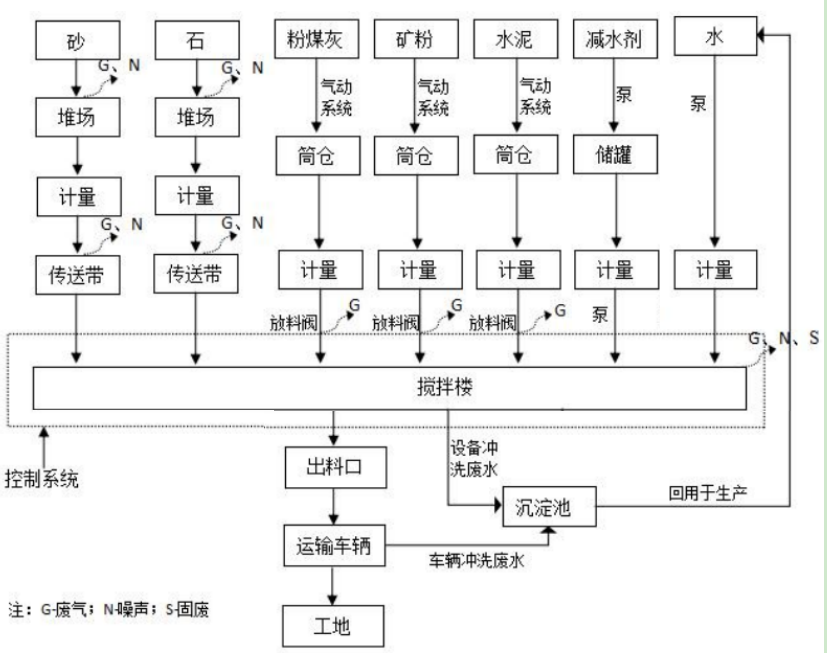 砂 石 粉煤灰 矿粉 水泥 减水剂 水
G、N G、N
气动 气动 气动 泵 泵
系统 系统 系统
堆场 堆场
筒仓 筒仓 筒仓 储罐
计量 计量
G、N G、N
传送带 传送带 计量 计量 计量 计量 计量
放料阀 G 放料阀 G 放料阀 G 泵
G、N、S
搅拌楼
控制系统
出料口
设备冲
洗废水
沉淀池
回用于生产
运输车辆
车辆冲洗废水
工地
注：G-废气；N-噪声；S-固废